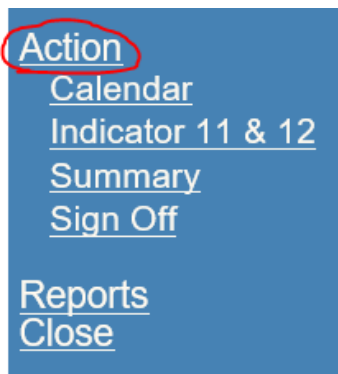 Action
Calendar
Indicator 11 & 12
Summary
Sign Off
Reports
Close